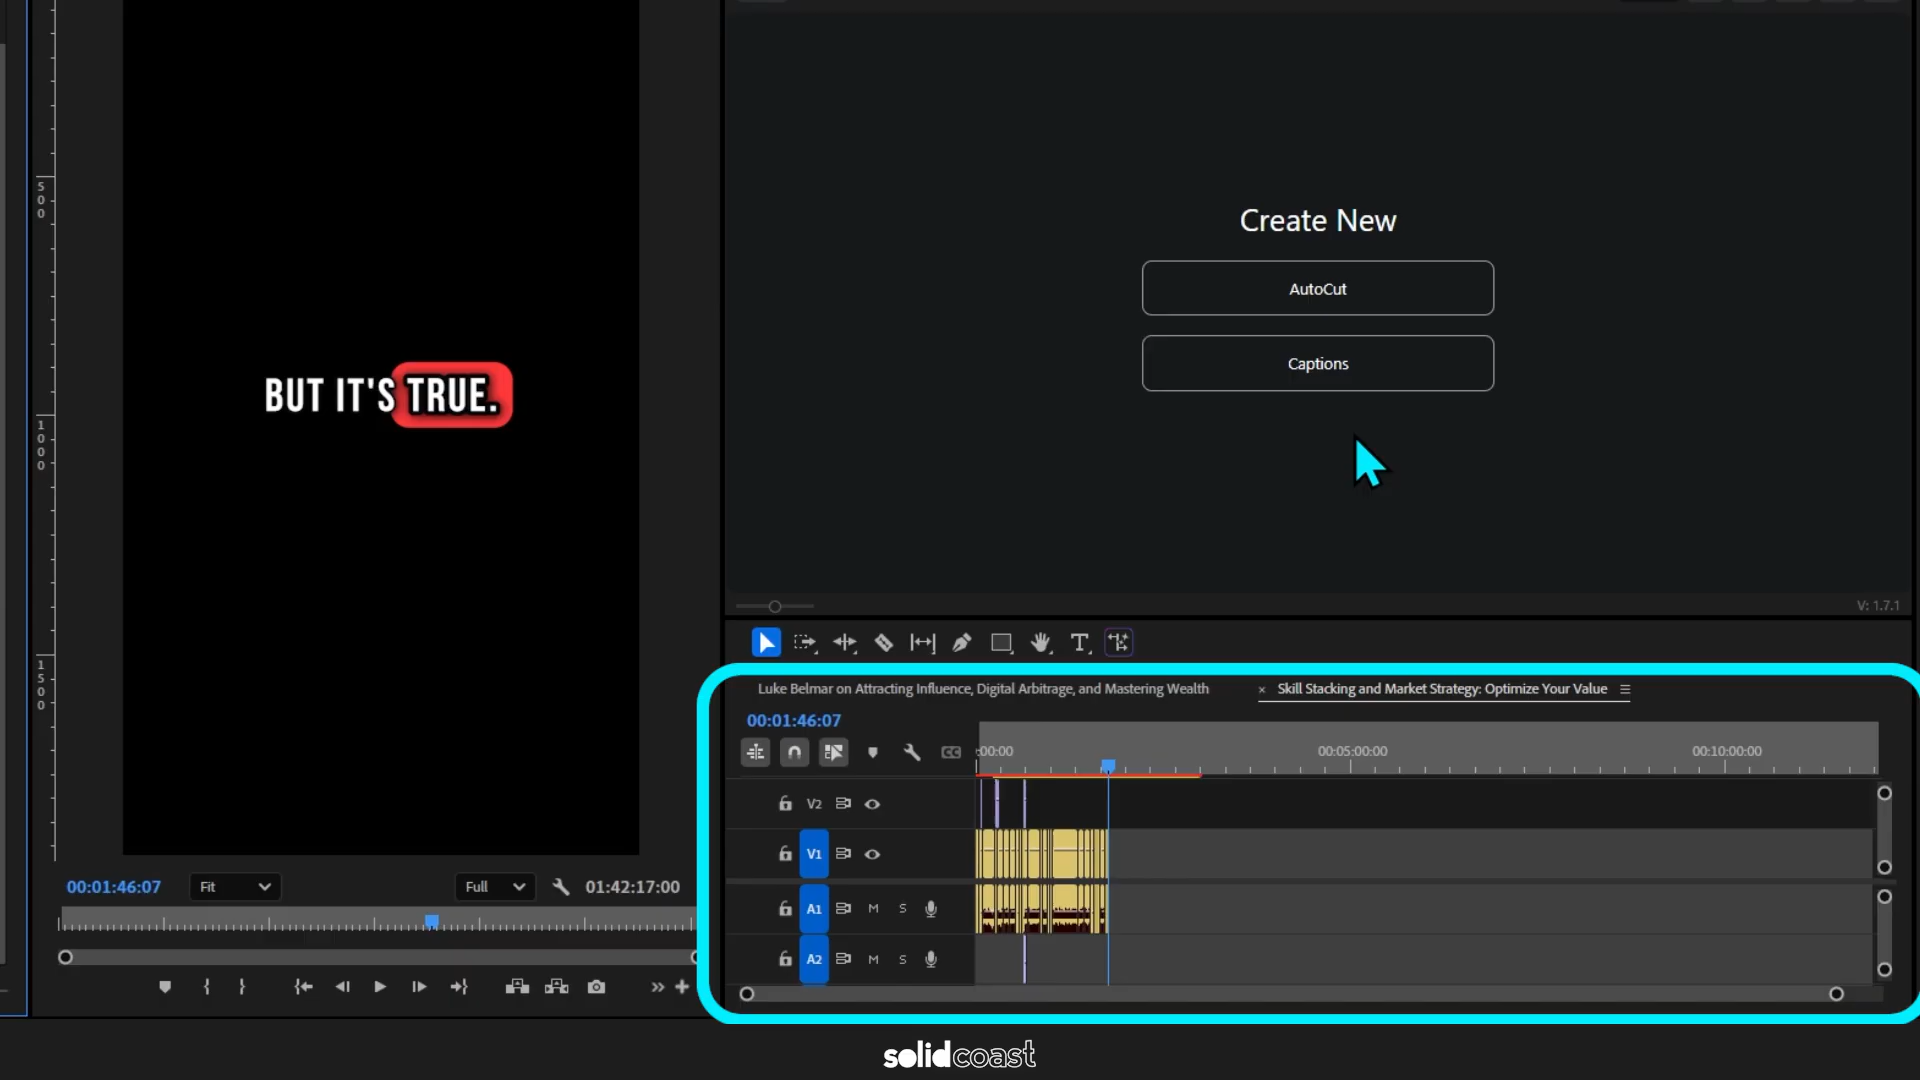 500
1000
1500
BUT IT'S TRUE.
00:01:46:07
Fit
Full
01:42:17:00
Create New
AutoCut
Captions
V: 1.7.1
Luke Belmar on Attracting Influence, Digital Arbitrage, and Mastering Wealth
× Skill Stacking and Market Strategy: Optimize Your Value
00:01:46:07
:00:00
00:05:00:00
00:10:00:00
V2
V1
A1 M S
A2 M S
solidcoast